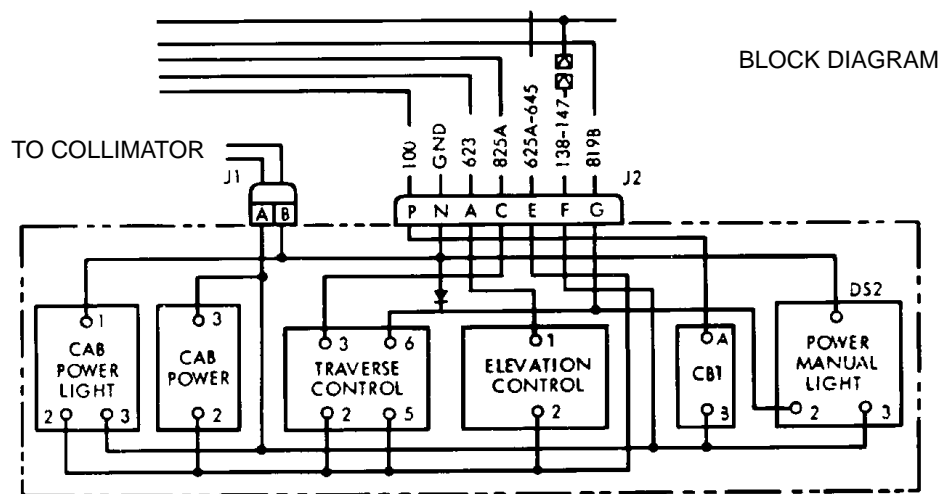 BLOCK DIAGRAM
TO COLLIMATOR
100
GND
623
825A
625A-645
138-147
819B
J1
J2
A B
P N A C E F G
DS2
1
CAB
POWER
LIGHT
2 3
3
CAB
POWER
2
3 6
TRAVERSE
CONTROL
2 5
1
ELEVATION
CONTROL
2
A
CB1
B
POWER
MANUAL
LIGHT
2 3